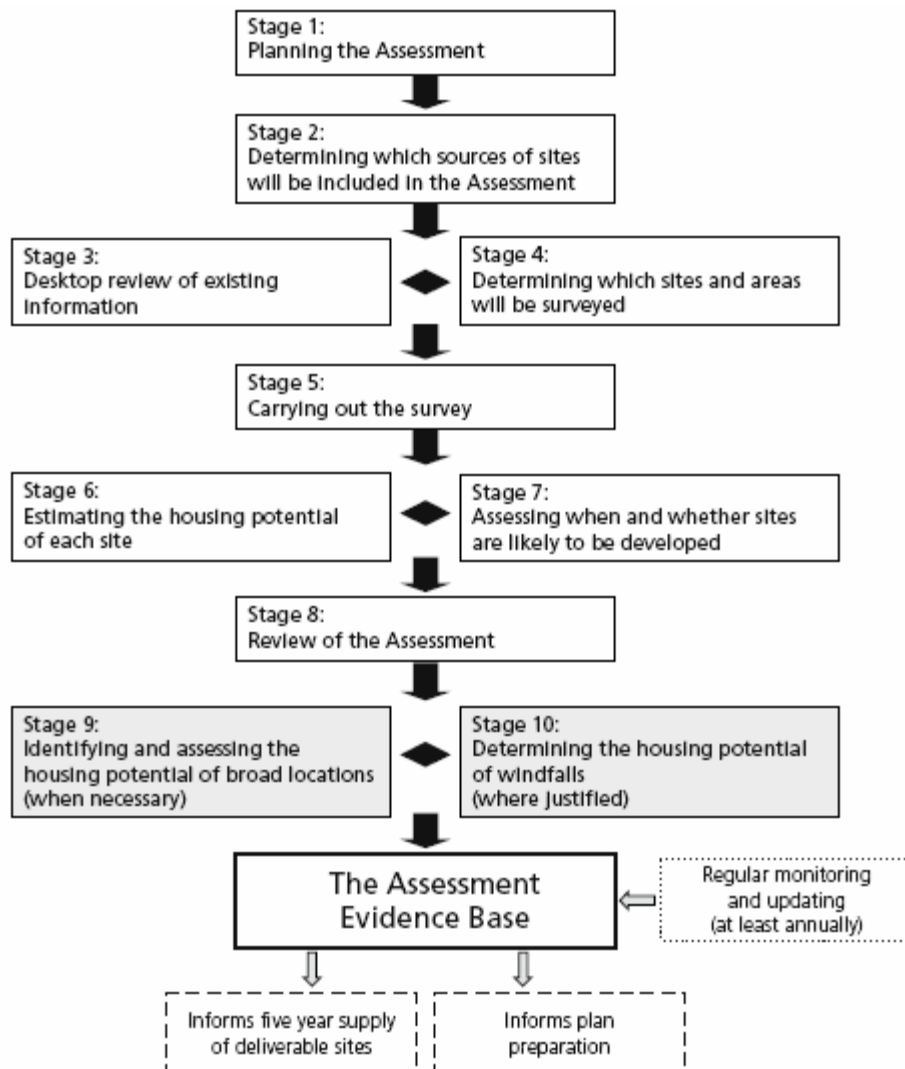 Stage 1:
Planning the Assessment
Stage 2:
Determining which sources of sites
will be included in the Assessment
Stage 3:
Desktop review of existing
information
Stage 4:
Determining which sites and areas
will be surveyed
Stage 5:
Carrying out the survey
Stage 6:
Estimating the housing potential
of each site
Stage 7:
Assessing when and whether sites
are likely to be developed
Stage 8:
Review of the Assessment
Stage 9:
Identifying and assessing the
housing potential of broad locations
(when necessary)
Stage 10:
Determining the housing potential
of windfalls
(where justified)
The Assessment
Evidence Base
Regular monitoring
and updating
(at least annually)
Informs five year supply
of deliverable sites
Informs plan
preparation